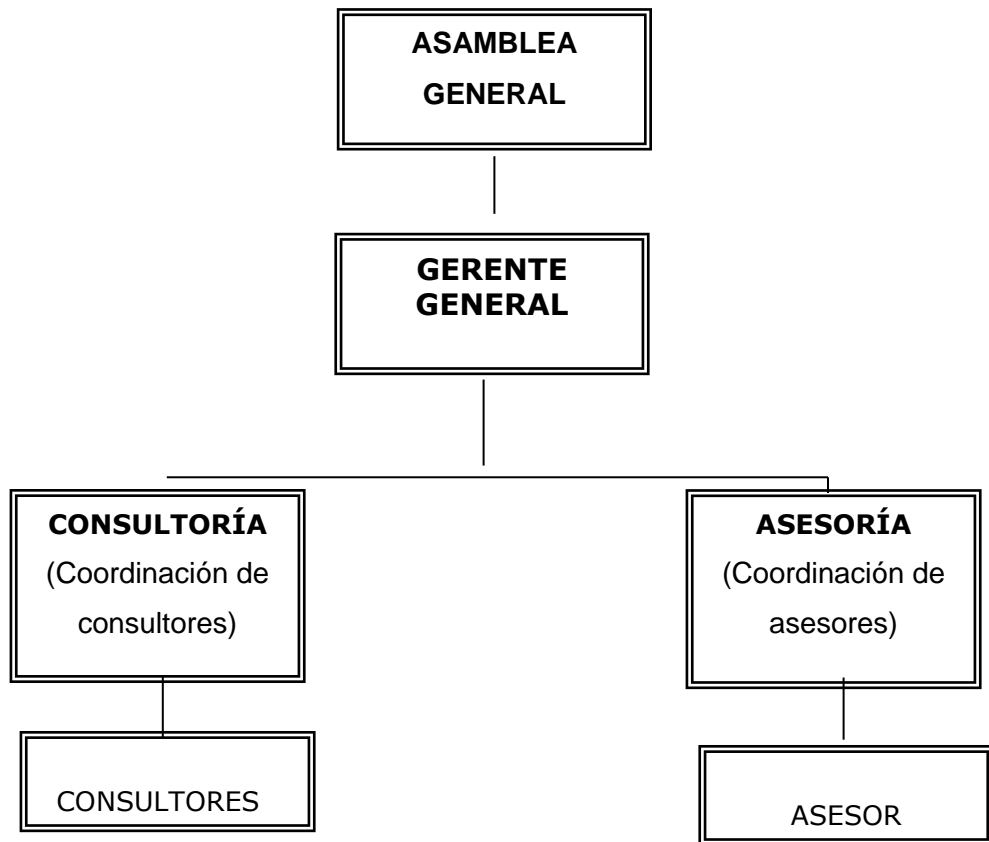 ASAMBLEA
GENERAL
GERENTE
GENERAL
CONSULTORÍA
(Coordinación de
consultores)
ASESORÍA
(Coordinación de
asesores)
CONSULTORES
ASESOR